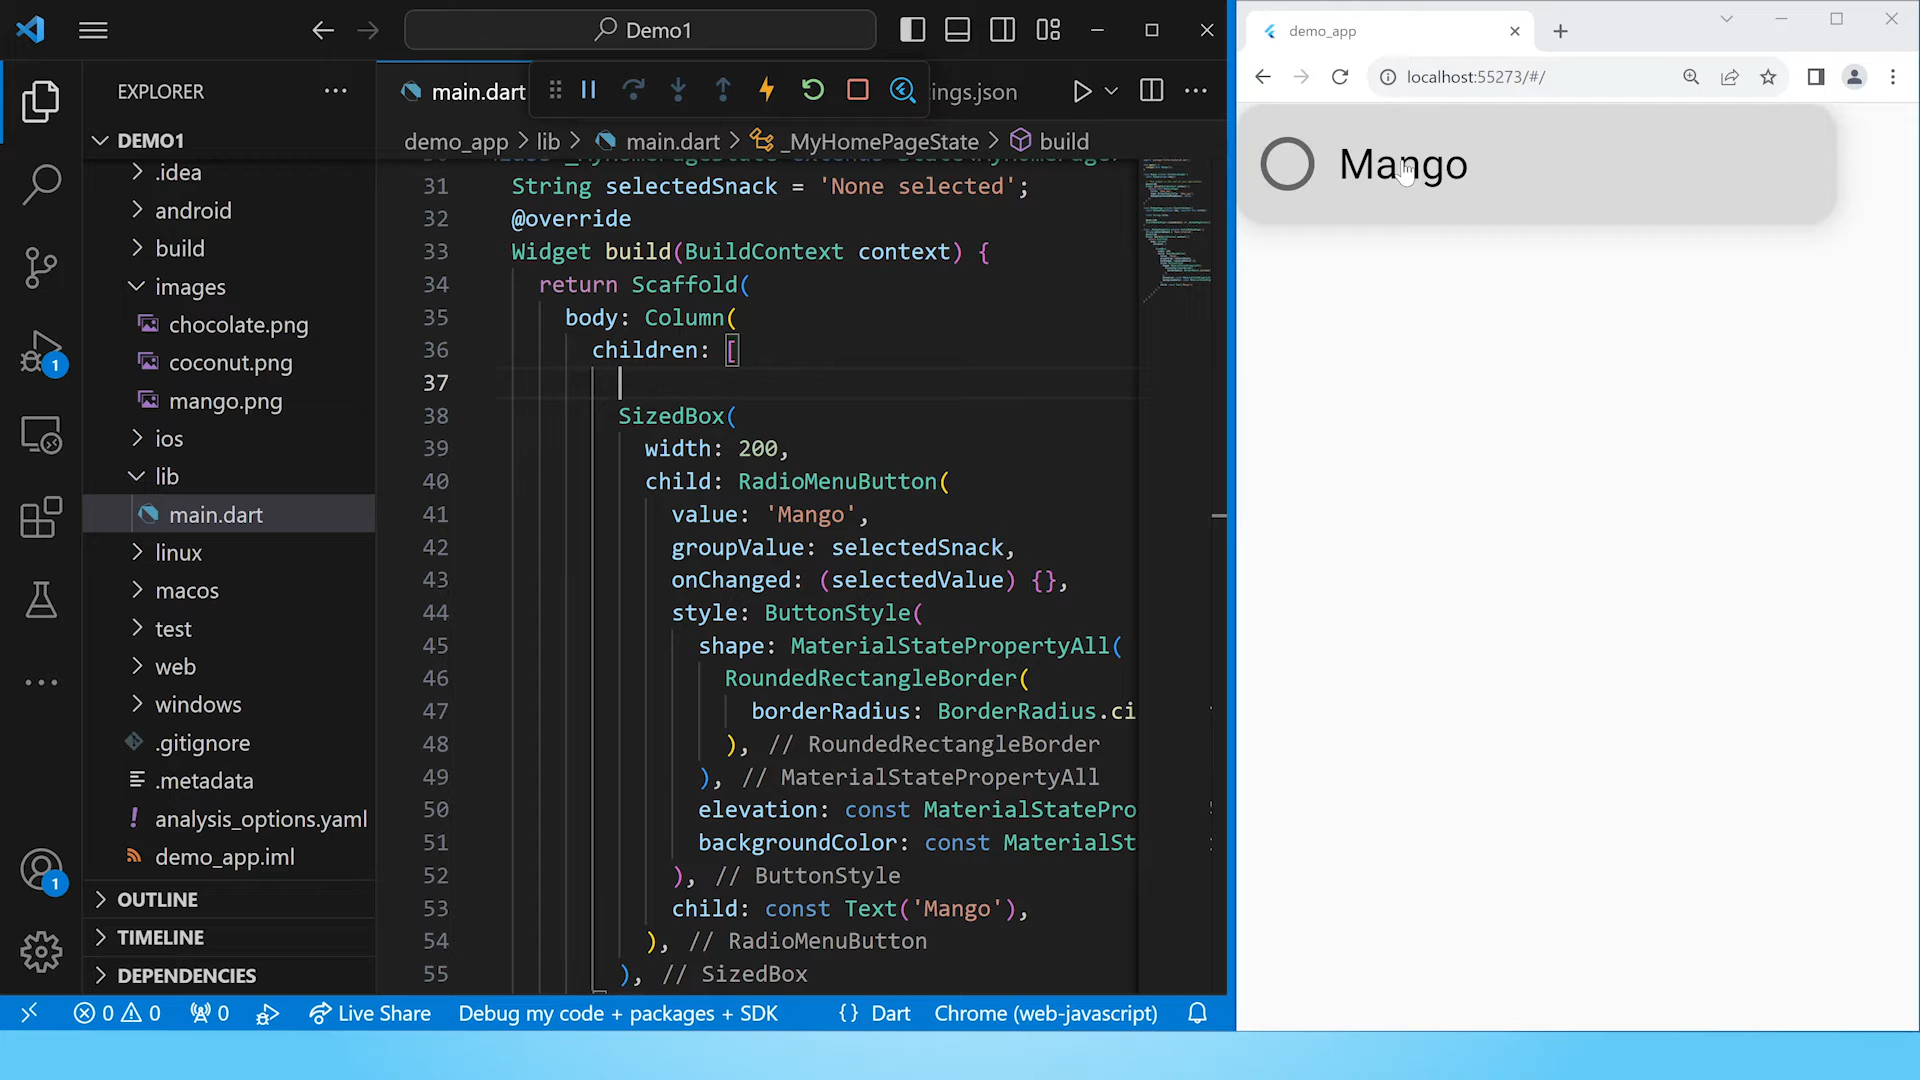 Demo1
demo_app
localhost:55273/#/
EXPLORER
main.dart
ings.json
DEMO1
demo_app > lib > main.dart > _MyHomePageState > build
.idea
android
build
images
chocolate.png
coconut.png
mango.png
ios
lib
main.dart
linux
macos
test
web
windows
.gitignore
.metadata
analysis_options.yaml
demo_app.iml
OUTLINE
TIMELINE
DEPENDENCIES
1
1
31 String selectedSnack = 'None selected';
32 @override
33 Widget build(BuildContext context) {
34 return Scaffold(
35 body: Column(
36 children: [
37
38 SizedBox(
39 width: 200,
40 child: RadioMenuButton(
41 value: 'Mango',
42 groupValue: selectedSnack,
43 onChanged: (selectedValue) {},
44 style: ButtonStyle(
45 shape: MaterialStatePropertyAll(
46 RoundedRectangleBorder(
47 borderRadius: BorderRadius.ci
48 ), // RoundedRectangleBorder
49 ), // MaterialStatePropertyAll
50 elevation: const MaterialStatePro
51 backgroundColor: const MaterialSt
52 ), // ButtonStyle
53 child: const Text('Mango'),
54 ), // RadioMenuButton
55 ), // SizedBox
Mango
0 0 0 Live Share Debug my code + packages + SDK {} Dart Chrome (web-javascript)